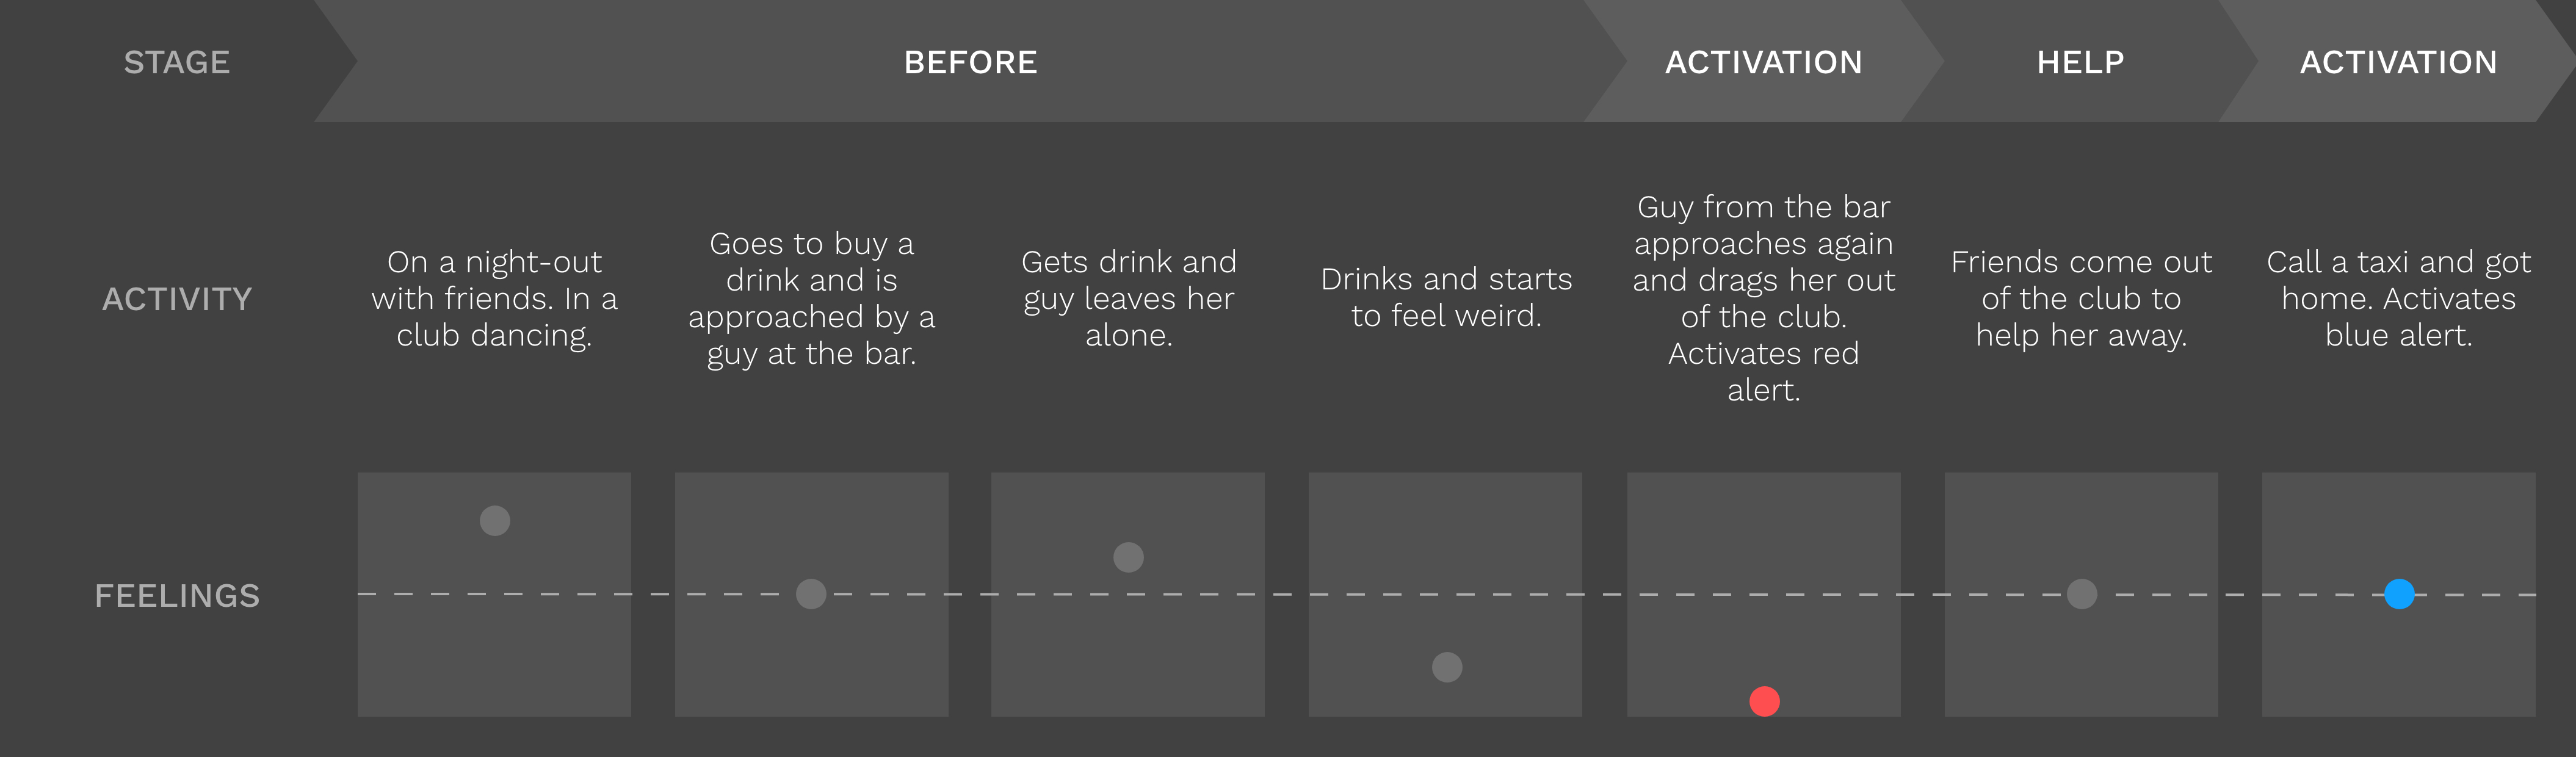 STAGE
BEFORE
ACTIVATION
HELP
ACTIVATION
ACTIVITY
On a night-out
with friends. In a
club dancing.
Goes to buy a
drink and is
approached by a
guy at the bar.
Gets drink and
guy leaves her
alone.
Drinks and starts
to feel weird.
Guy from the bar
approaches again
and drags her out
of the club.
Activates red
alert.
Friends come out
of the club to
help her away.
Call a taxi and got
home. Activates
blue alert.
FEELINGS